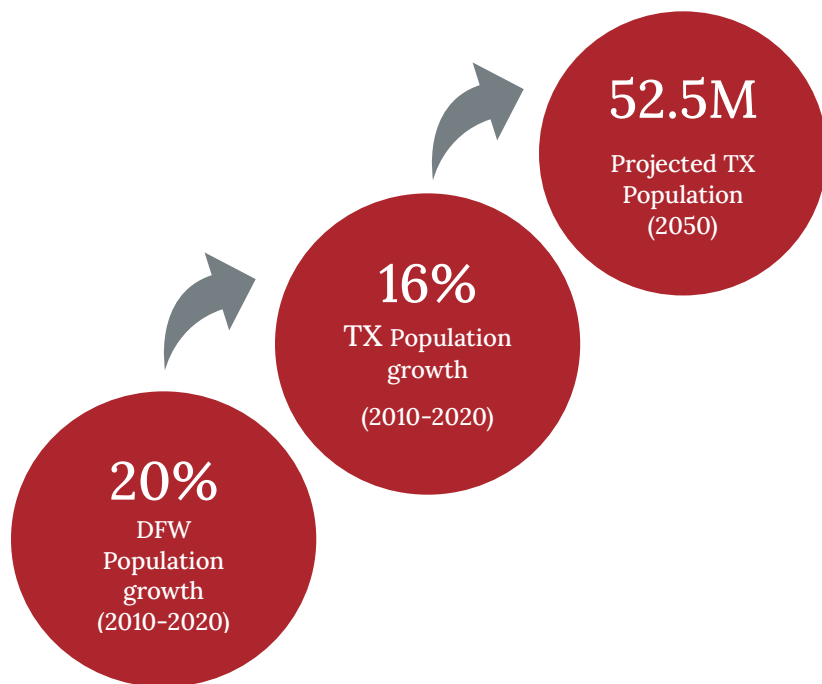 52.5M
Projected TX
Population
(2050)
16%
TX Population
growth
(2010-2020)
20%
DFW
Population
growth
(2010-2020)